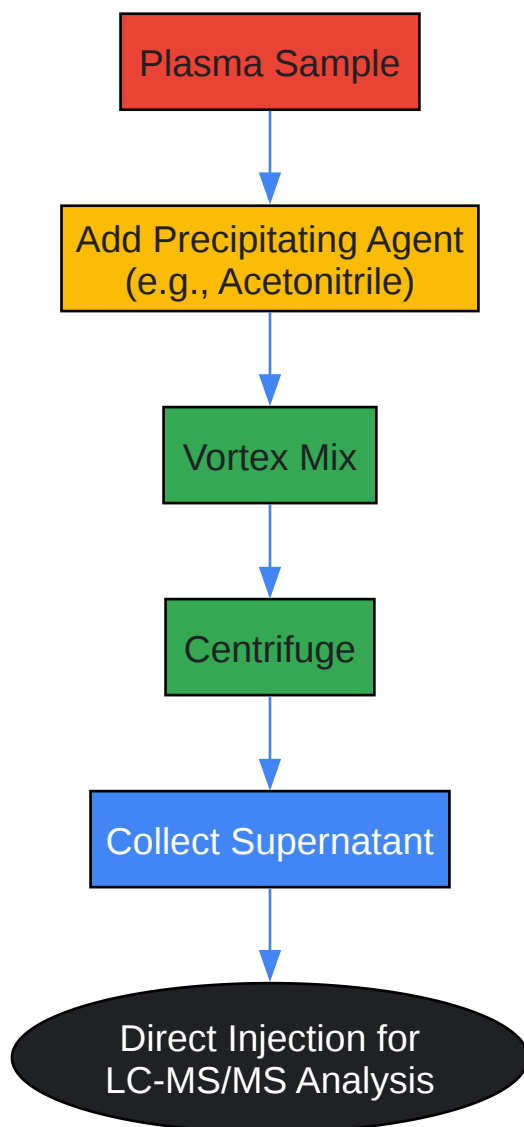 Plasma Sample
Add Precipitating Agent
(e.g., Acetonitrile)
Vortex Mix
Centrifuge
Collect Supernatant
Direct Injection for
LC-MS/MS Analysis